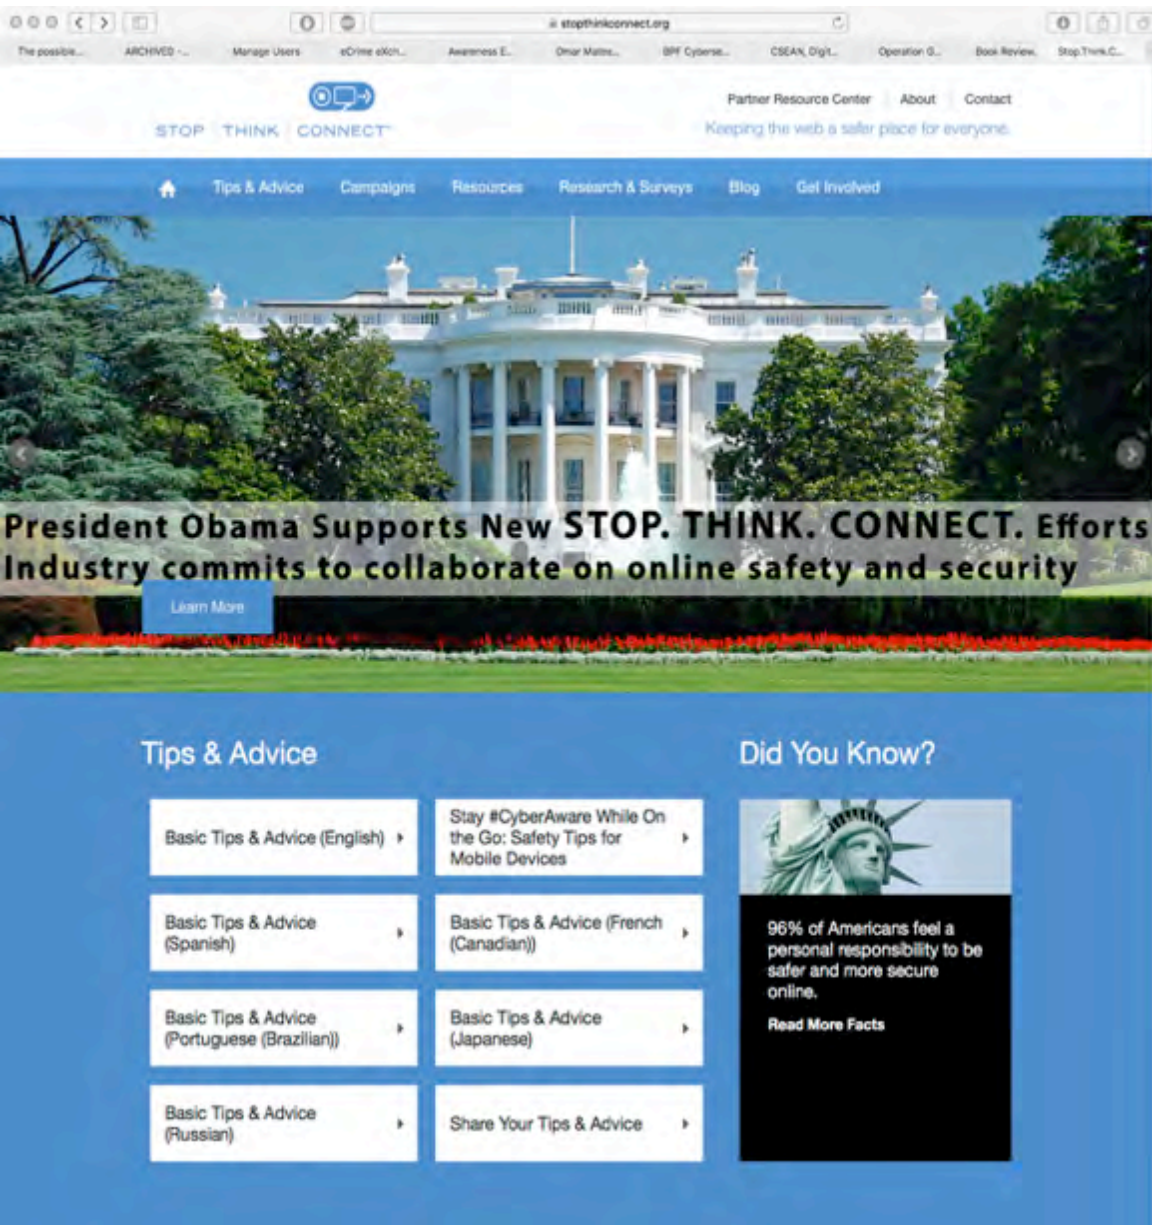 stopthinkconnect.org
The possible...
ARCHIVED -...
Manage Users
eCrime eXch...
Awareness E...
Omar Mateo...
BPF Cyberse...
CSEAN, Digit...
Operation G...
Book Review...
Stop.Think.C...
Partner Resource Center
About
Contact
STOP THINK CONNECT™
Keeping the web a safer place for everyone.
Tips & Advice
Campaigns
Resources
Research & Surveys
Blog
Get Involved
President Obama Supports New STOP. THINK. CONNECT. Efforts
Industry commits to collaborate on online safety and security
Learn More
Tips & Advice
Did You Know?
Basic Tips & Advice (English)
Stay #CyberAware While On
the Go: Safety Tips for
Mobile Devices
Basic Tips & Advice
(Spanish)
Basic Tips & Advice (French
(Canadian))
96% of Americans feel a
personal responsibility to be
safer and more secure
online.
Read More Facts
Basic Tips & Advice
(Portuguese (Brazilian))
Basic Tips & Advice
(Japanese)
Basic Tips & Advice
(Russian)
Share Your Tips & Advice